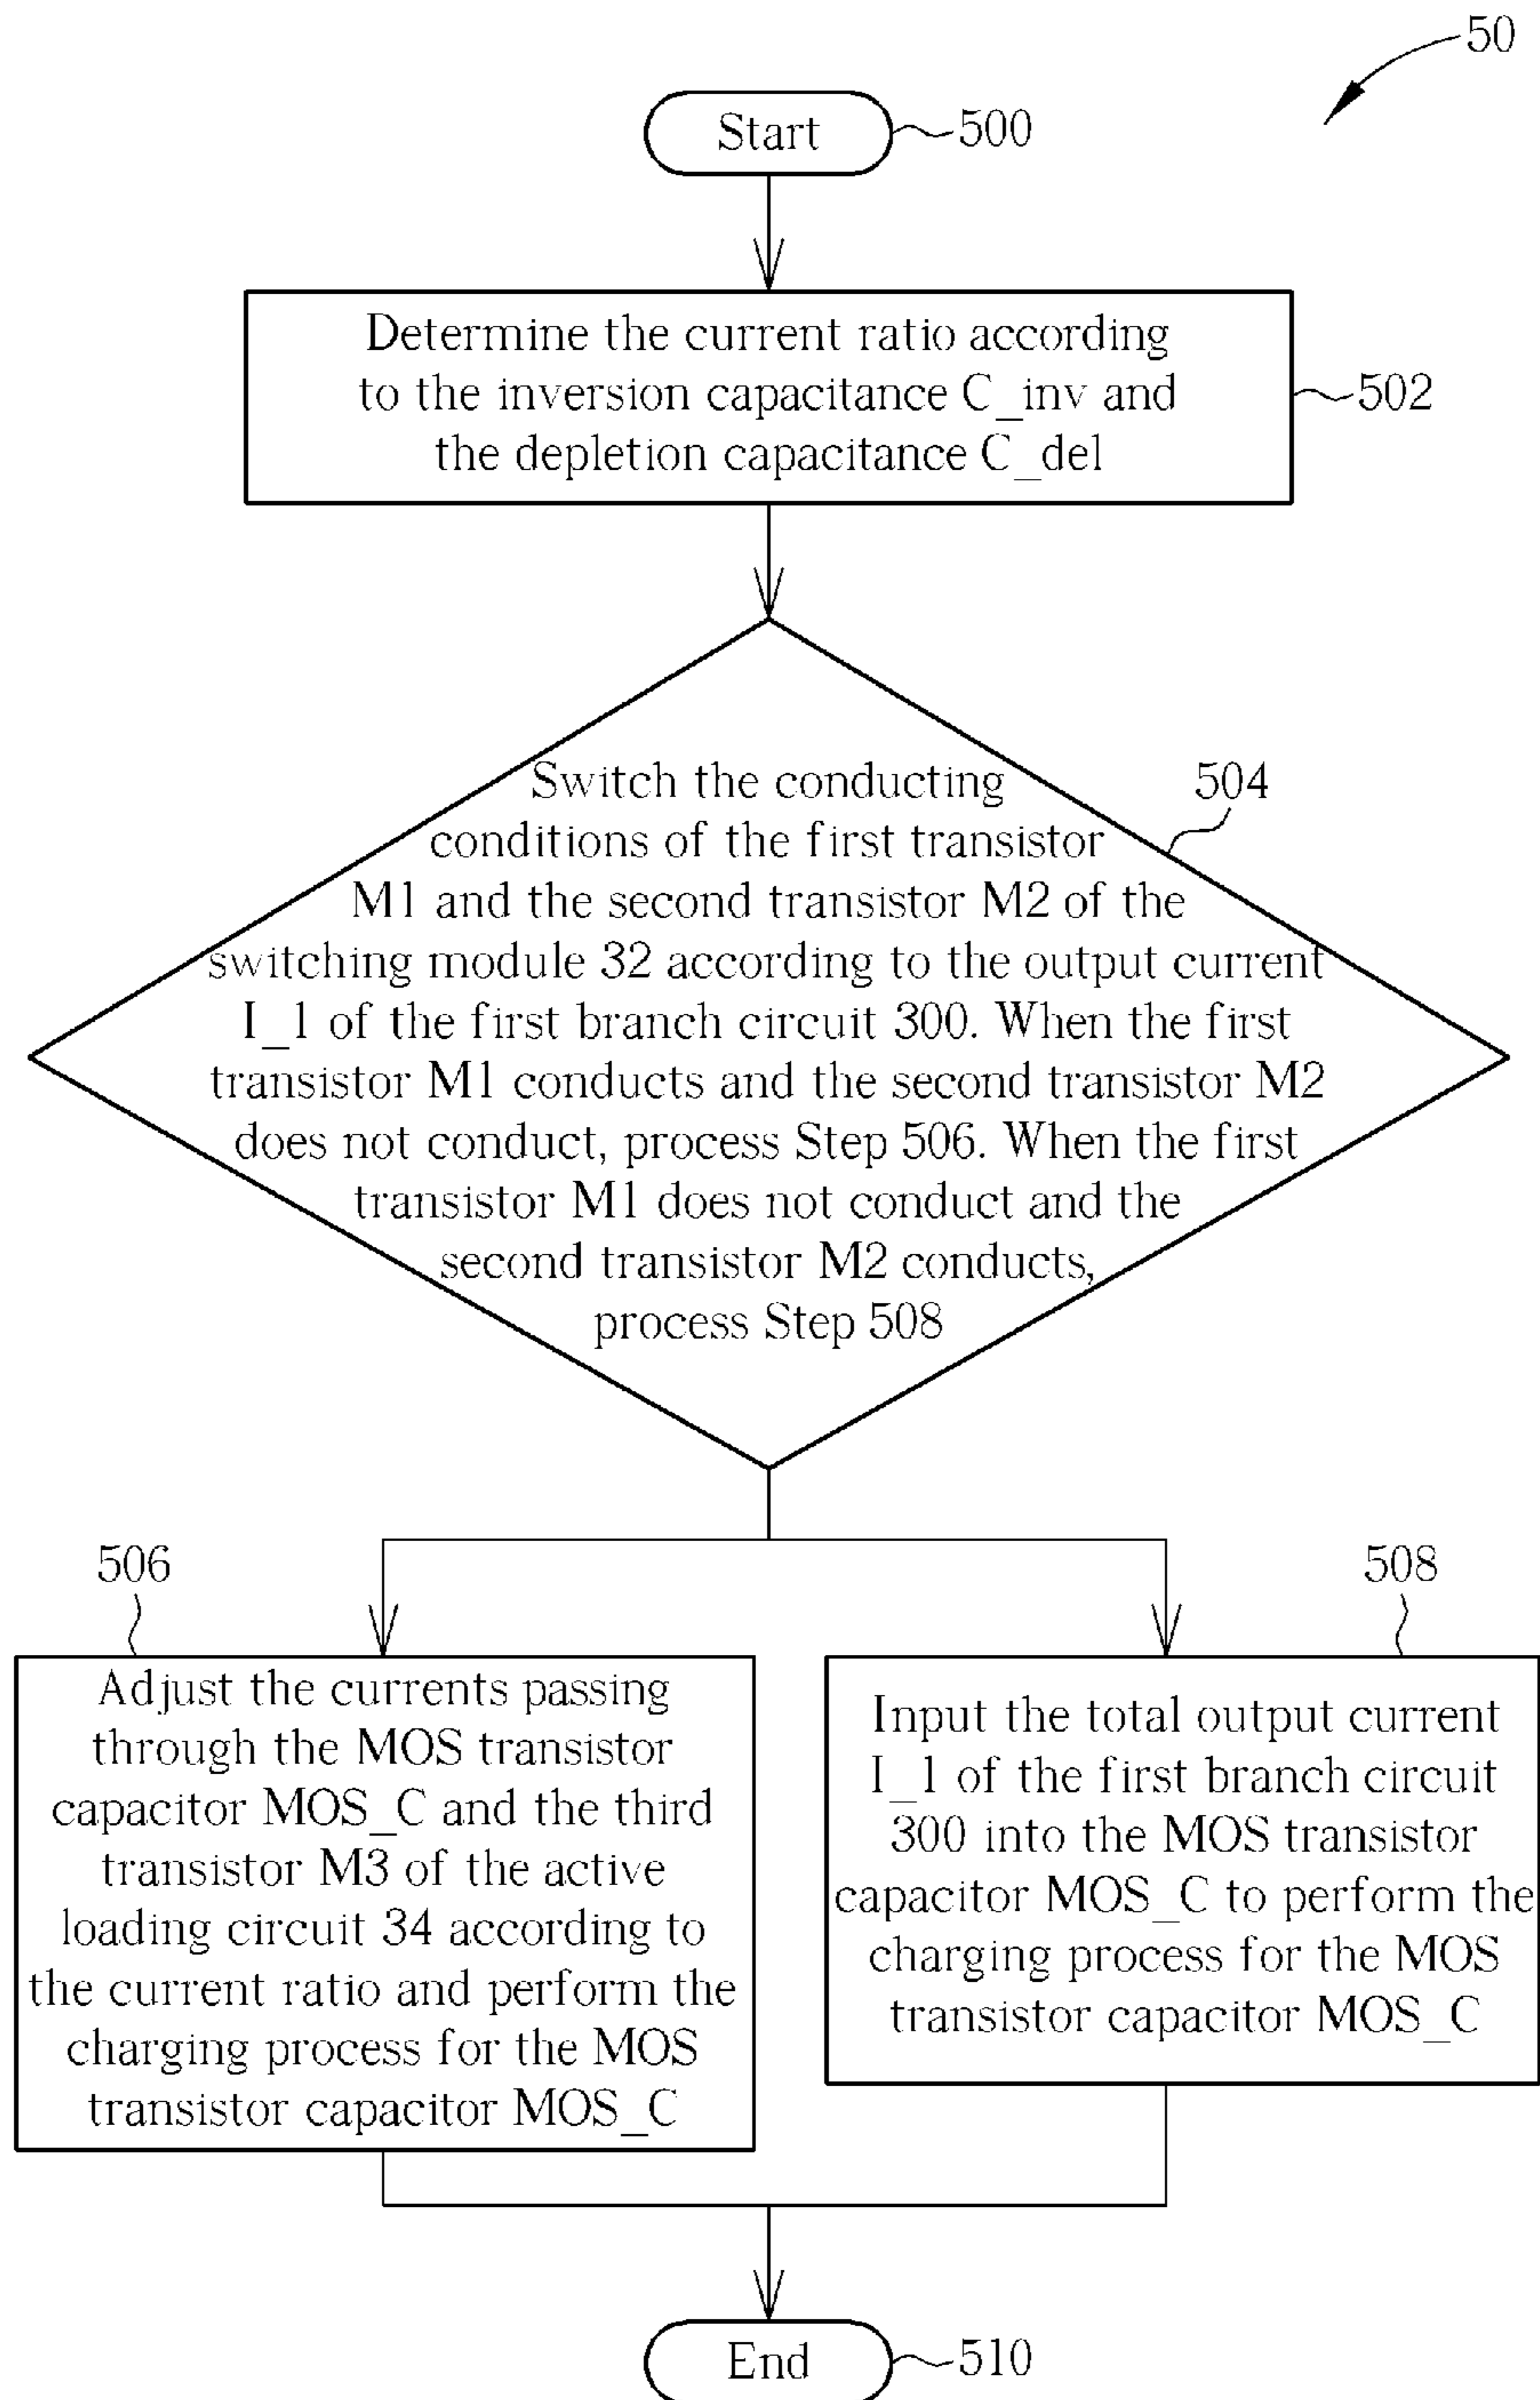 50
Start
500
Determine the current ratio according
to the inversion capacitance C_inv and
the depletion capacitance C_del
502
504
Switch the conducting
conditions of the first transistor
M1 and the second transistor M2 of the
switching module 32 according to the output current
I_1 of the first branch circuit 300. When the first
transistor M1 conducts and the second transistor M2
does not conduct, process Step 506. When the first
transistor M1 does not conduct and the
second transistor M2 conducts,
process Step 508
506
Adjust the currents passing
through the MOS transistor
capacitor MOS_C and the third
transistor M3 of the active
loading circuit 34 according to
the current ratio and perform the
charging process for the MOS
transistor capacitor MOS_C
508
Input the total output current
I_1 of the first branch circuit
300 into the MOS transistor
capacitor MOS_C to perform the
charging process for the MOS
transistor capacitor MOS_C
End
510